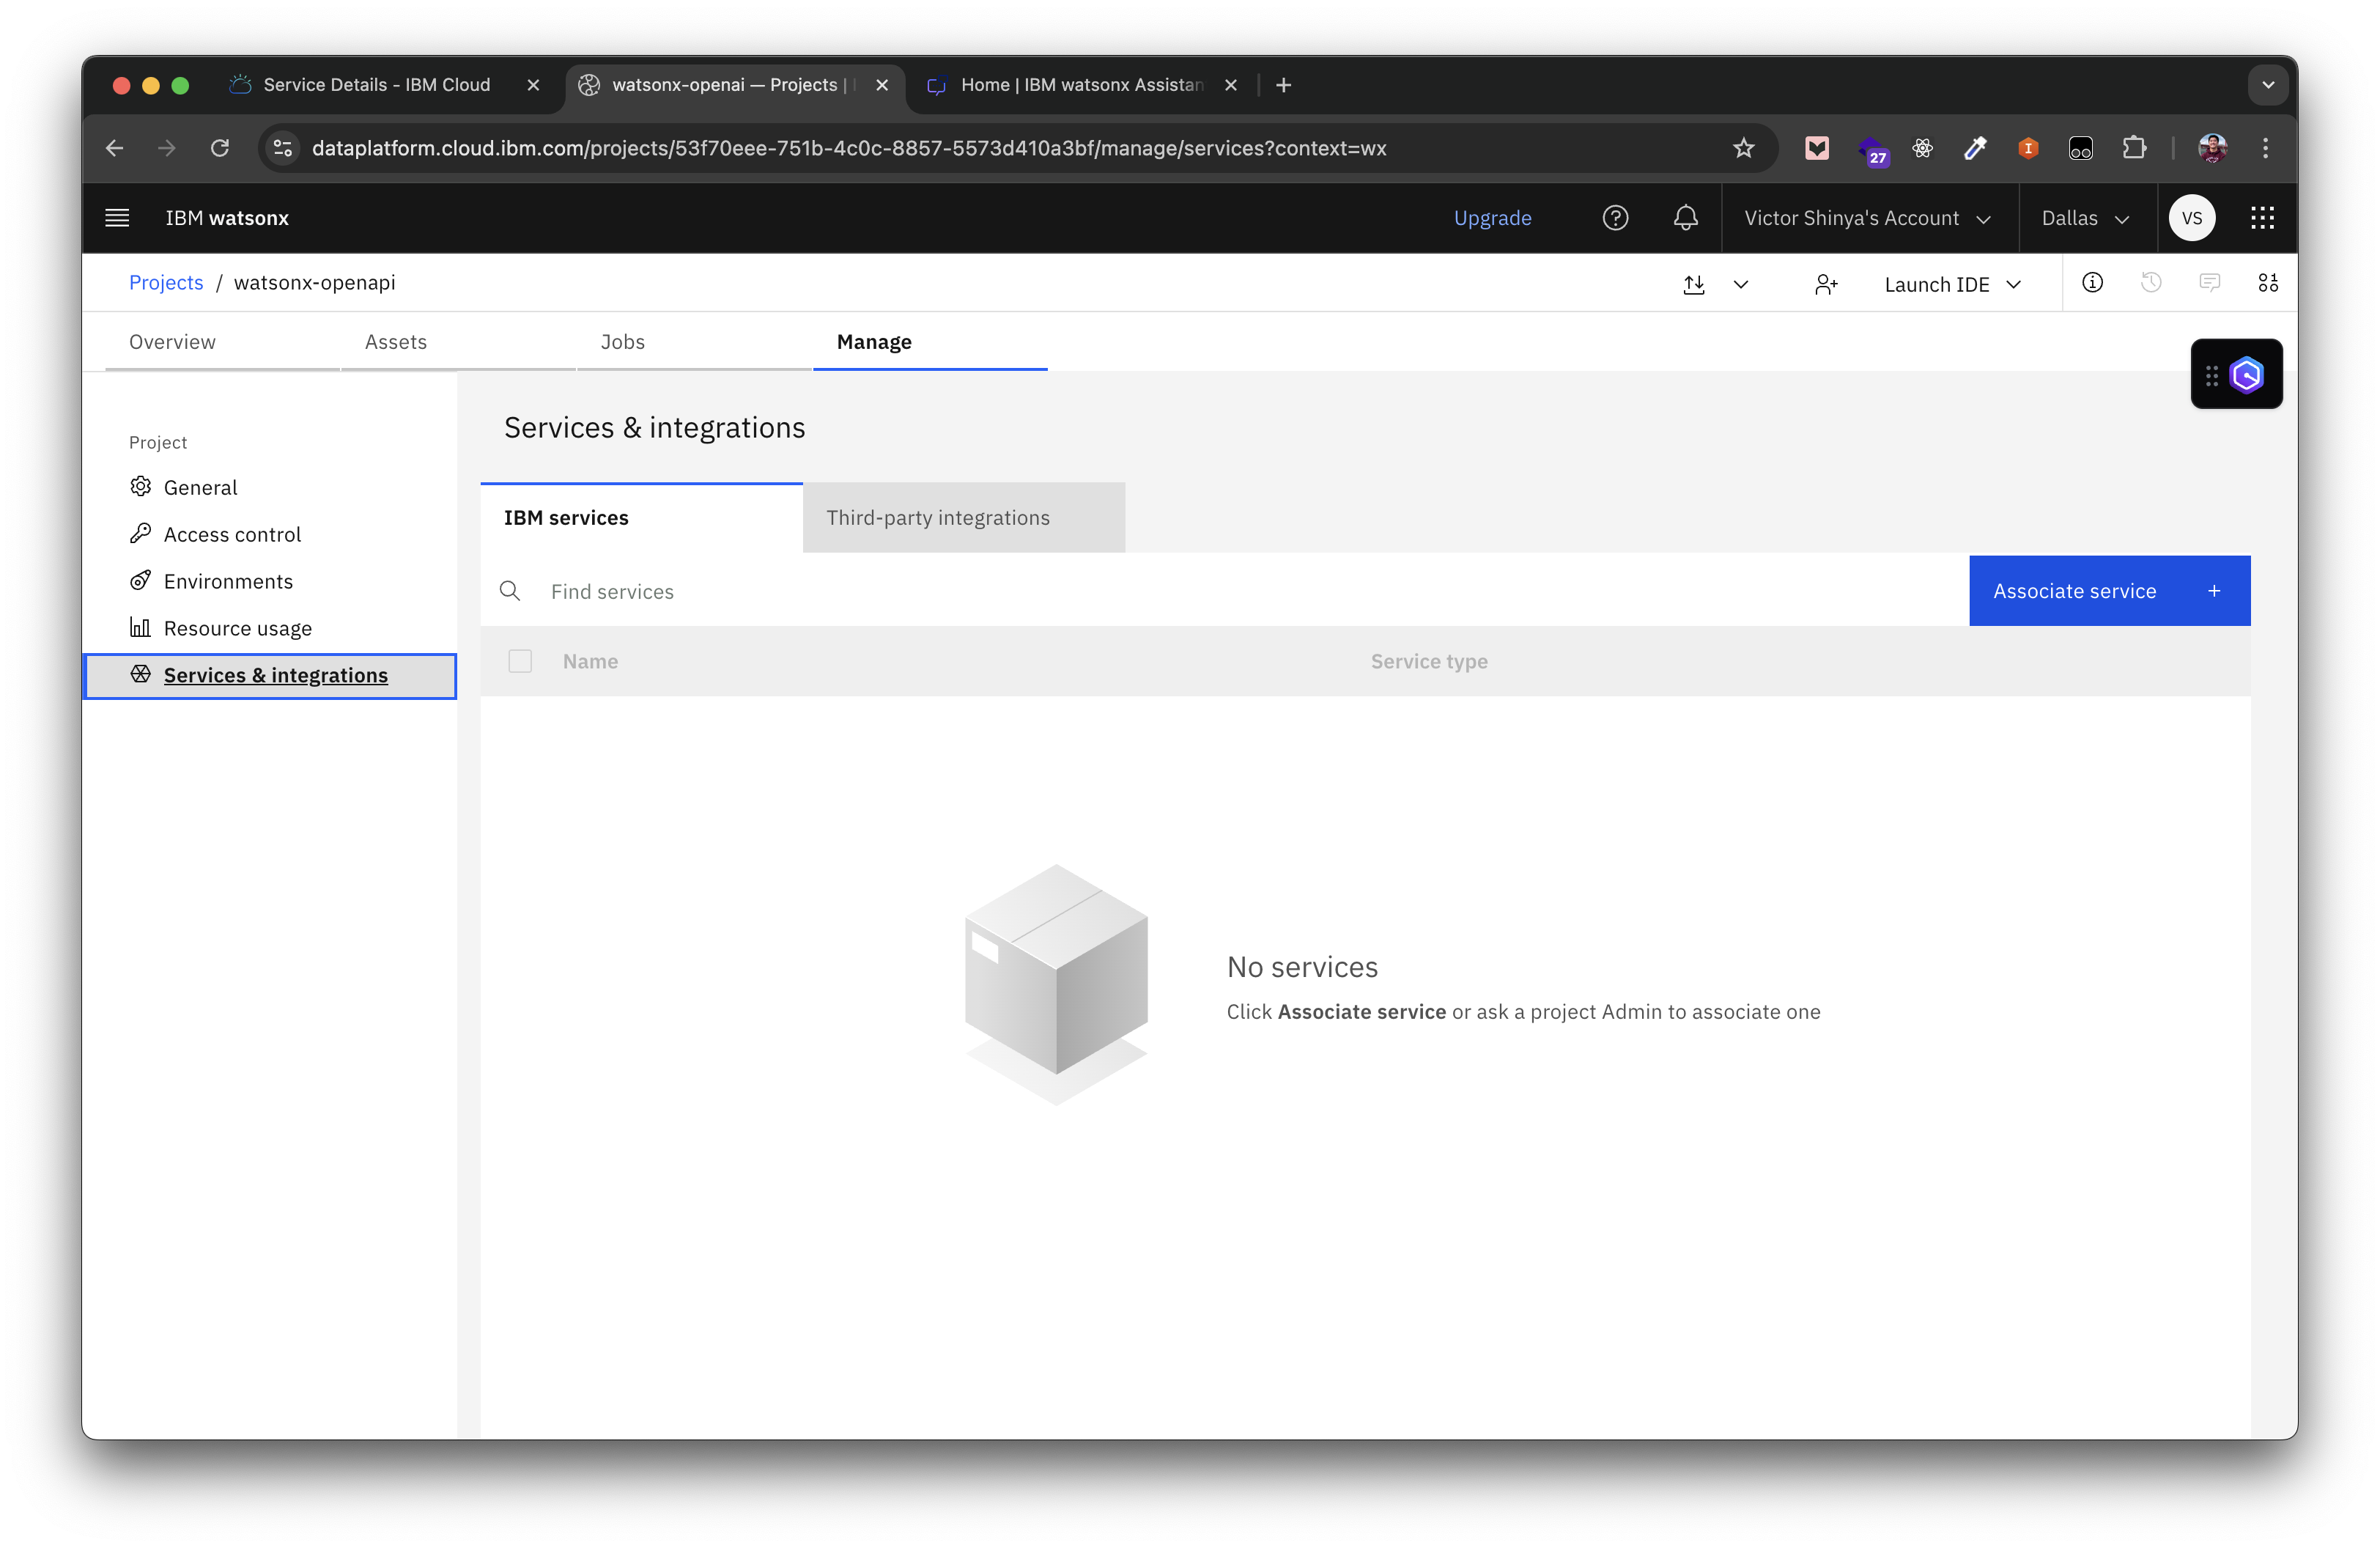 Service Details - IBM Cloud
watsonx-openai — Projects |
Home | IBM watsonx Assistan
dataplatform.cloud.ibm.com/projects/53f70eee-751b-4c0c-8857-5573d410a3bf/manage/services?context=wx
27
I
IBM watsonx
Upgrade
Victor Shinya's Account
Dallas
VS
Projects / watsonx-openapi
Launch IDE
Overview
Assets
Jobs
Manage
Project
General
Access control
Environments
Resource usage
Services & integrations
Services & integrations
IBM services
Third-party integrations
Find services
Associate service +
Name
Service type
No services
Click Associate service or ask a project Admin to associate one